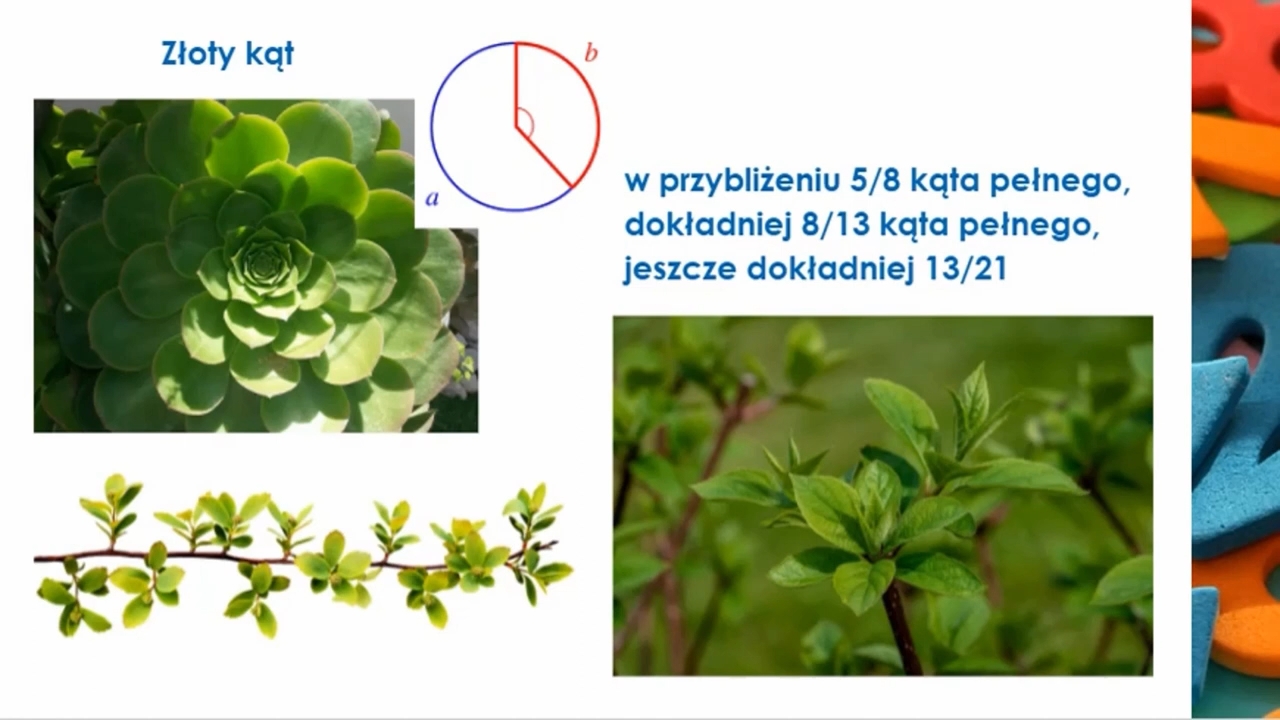 Złoty kąt
b
a
w przybliżeniu 5/8 kąta pełnego,
dokładniej 8/13 kąta pełnego,
jeszcze dokładniej 13/21